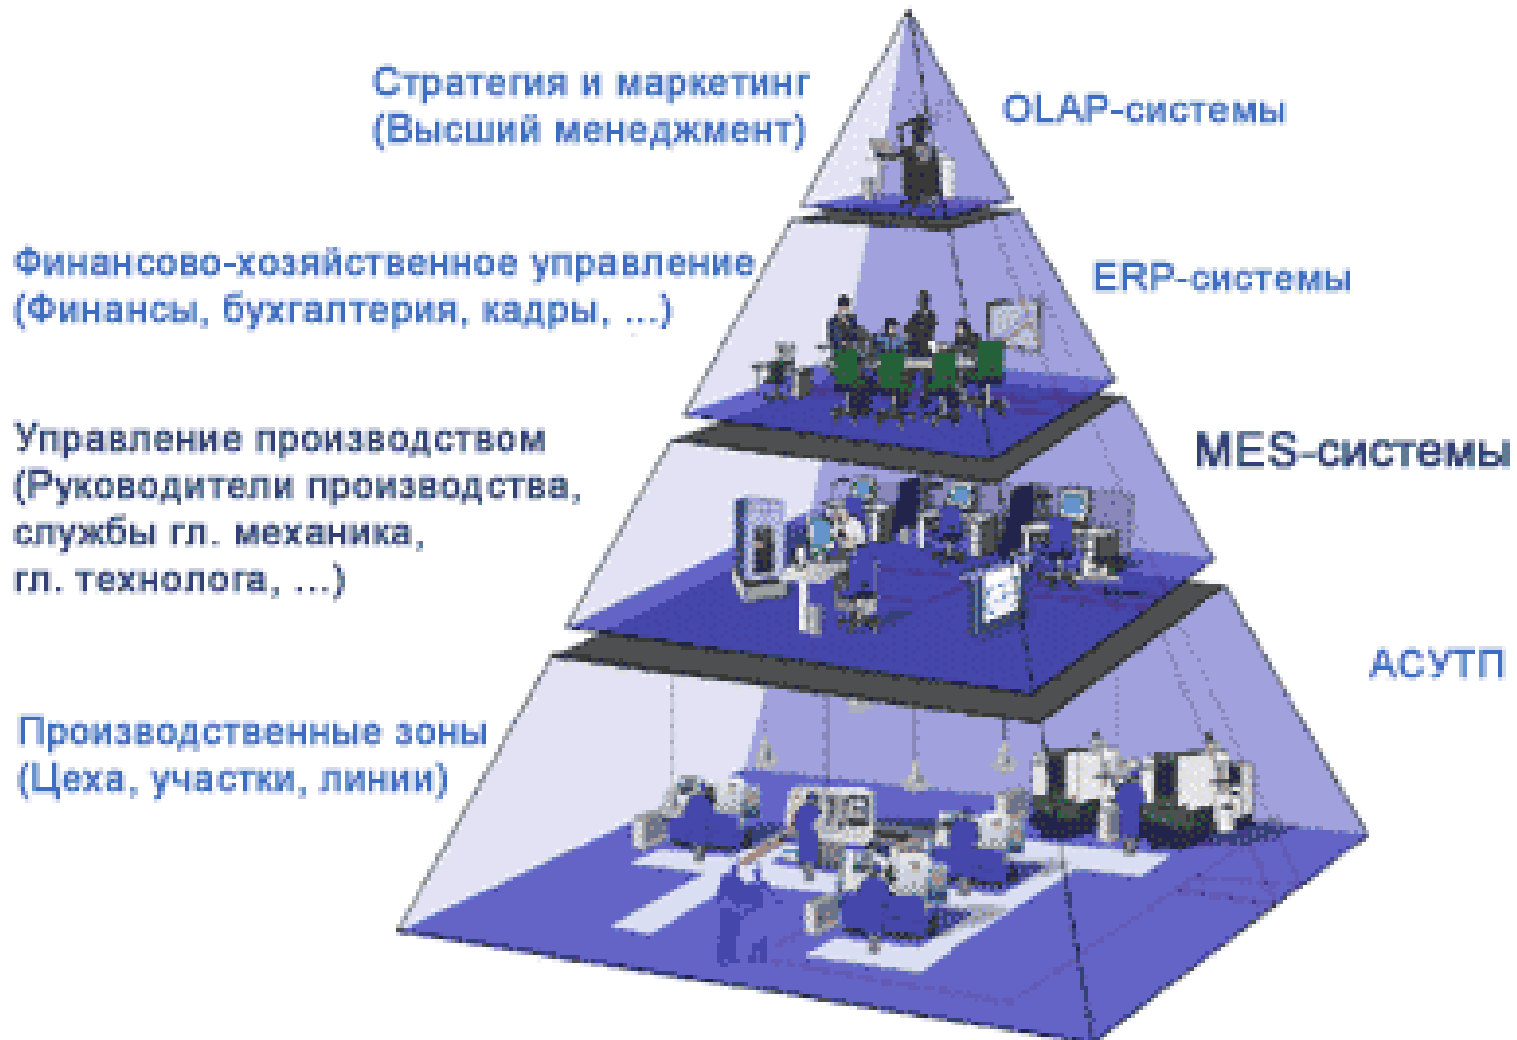 Стратегия и маркетинг
(Высший менеджмент)
OLAP-системы
Финансово-хозяйственное управление
(Финансы, бухгалтерия, кадры, ...)
ERP-системы
Управление производством
(Руководители производства,
службы гл. механика,
гл. технолога, ...)
MES-системы
Производственные зоны
(Цеха, участки, линии)
АСУТП